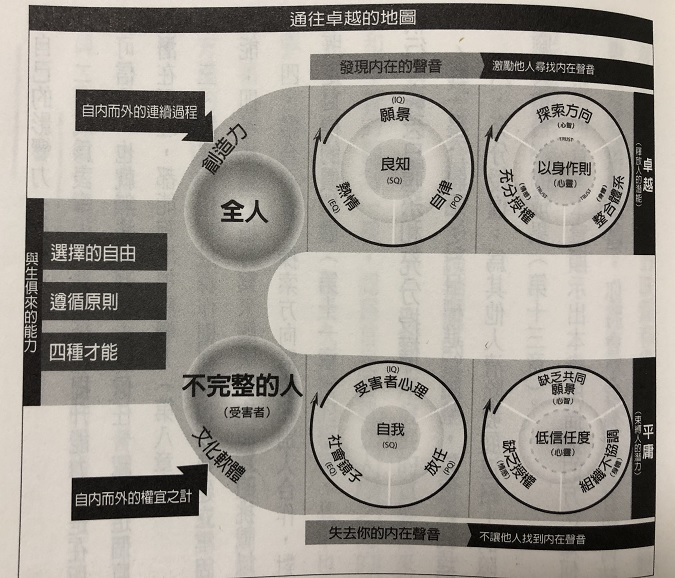 通往卓越的地圖
發現內在的聲音
激勵他人尋找內在聲音
自內而外的連續過程
創造力
全人
(IQ)
願景
良知
(SQ)
熱情
(EQ)
自律
(PQ)
探索方向
(心智)
TRUST
以身作則
(心靈)
TRUST
TRUST
充分授權
(情感)
整合體系
(身體)
卓越
(釋放人的潛能)
與生俱來的能力
選擇的自由
遵循原則
四種才能
不完整的人
(受害者)
文化軟體
自內而外的權宜之計
(IQ)
受害者心理
自我
(SQ)
社會鏡子
(EQ)
放任
(PQ)
缺乏共同
願景
(心智)
低信任度
(心靈)
缺乏授權
(情感)
組織不協調
(身體)
平庸
(束縛人的潛力)
失去你的內在聲音
不讓他人找到內在聲音